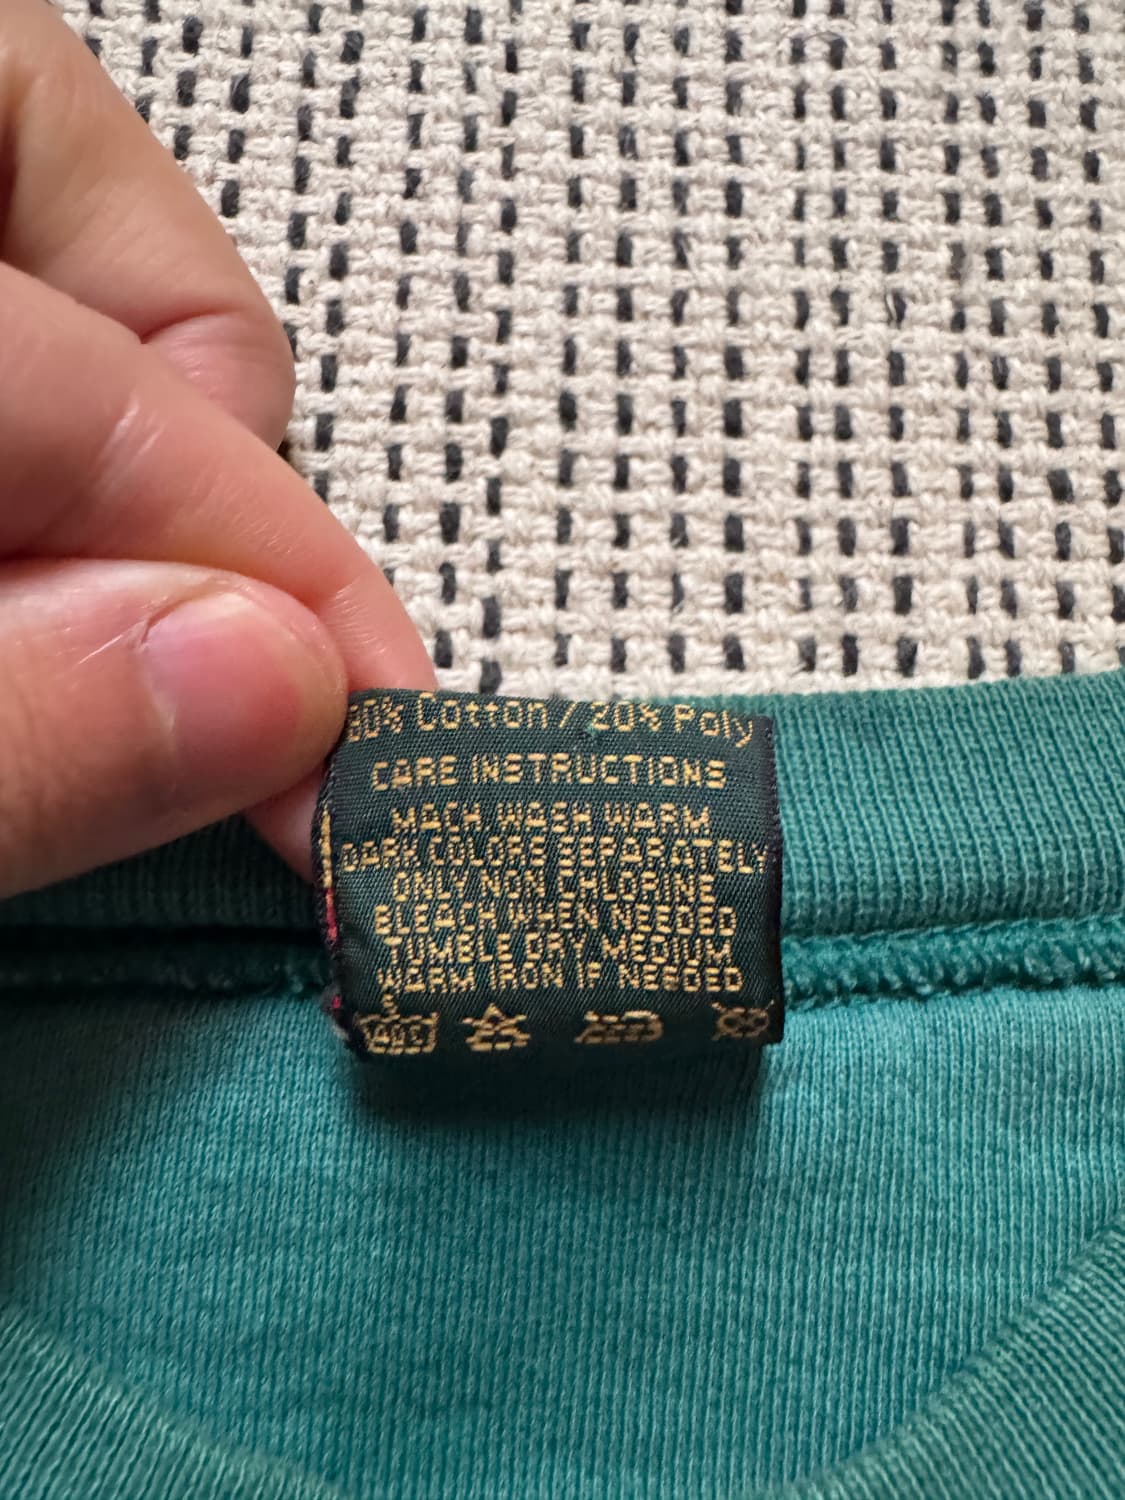 80% Cotton / 20% Poly
CARE INSTRUCTIONS
MACH WASH WARM
DARK COLORS SEPARATELY
ONLY NON CHLORINE
BLEACH WHEN NEEDED
TUMBLE DRY MEDIUM
WARM IRON IF NEEDED